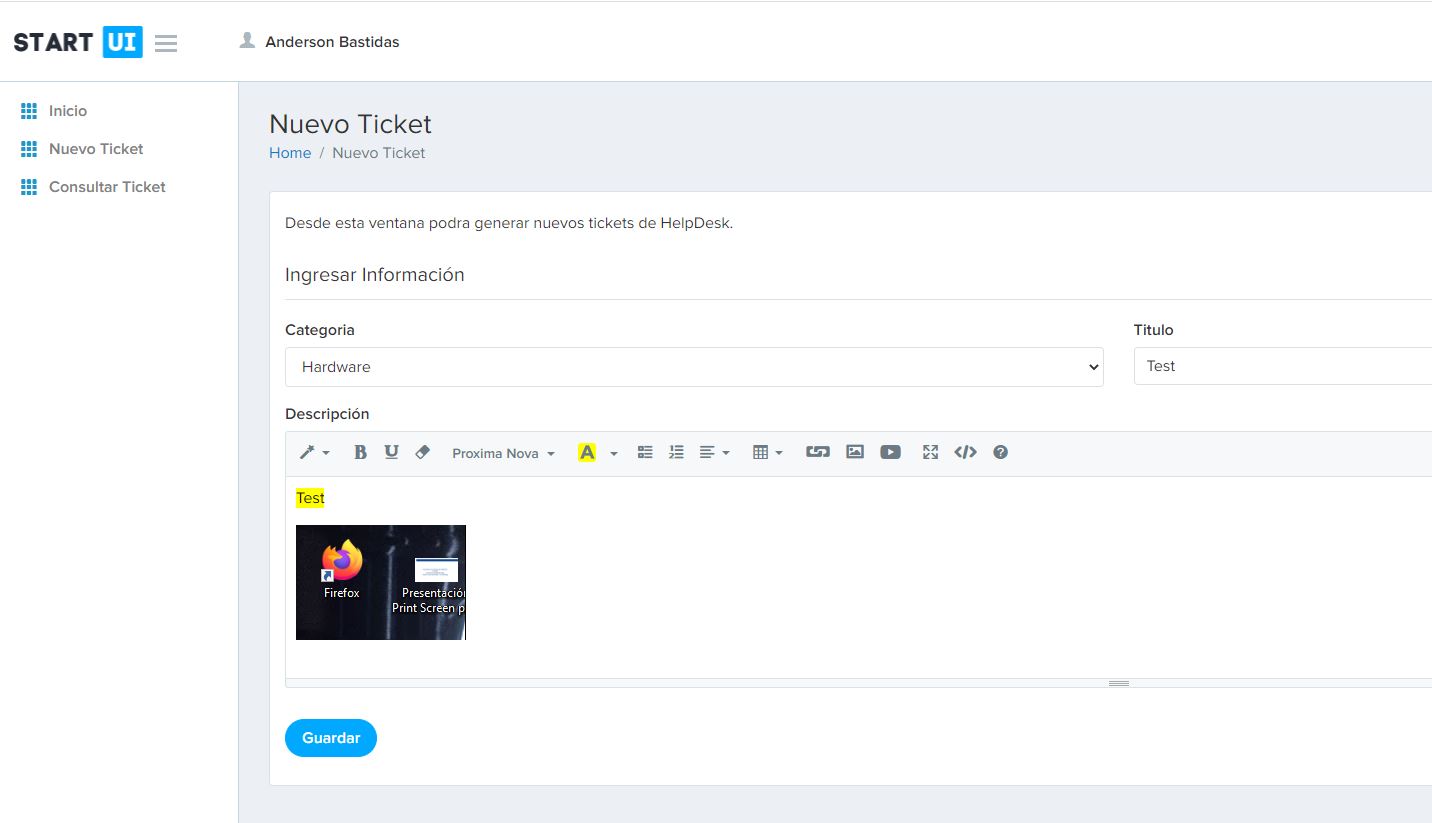 START UI
Anderson Bastidas
Inicio
Nuevo Ticket
Consultar Ticket
Nuevo Ticket
Home / Nuevo Ticket
Desde esta ventana podra generar nuevos tickets de HelpDesk.
Ingresar Información
Categoria
Hardware
Titulo
Test
Descripción
B U Proxima Nova A
Test
Firefox
Presentación
Print Screen p
Guardar